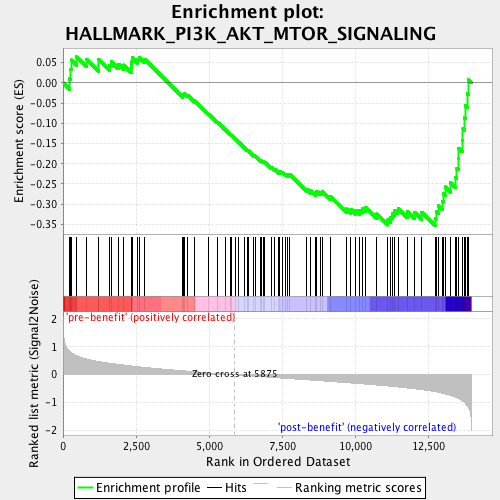 Enrichment plot:
HALLMARK_PI3K_AKT_MTOR_SIGNALING
Enrichment score (ES)
0.05
0.00
-0.05
-0.10
-0.15
-0.20
-0.25
-0.30
-0.35
'pre-benefit' (positively correlated)
Ranked list metric (Signal2Noise)
2
1
0
-1
-2
Zero cross at 5875
'post-benefit' (negatively correlated)
0
2,500
5,000
7,500
10,000
12,500
Rank in Ordered Dataset
Enrichment profile
Hits
Ranking metric scores